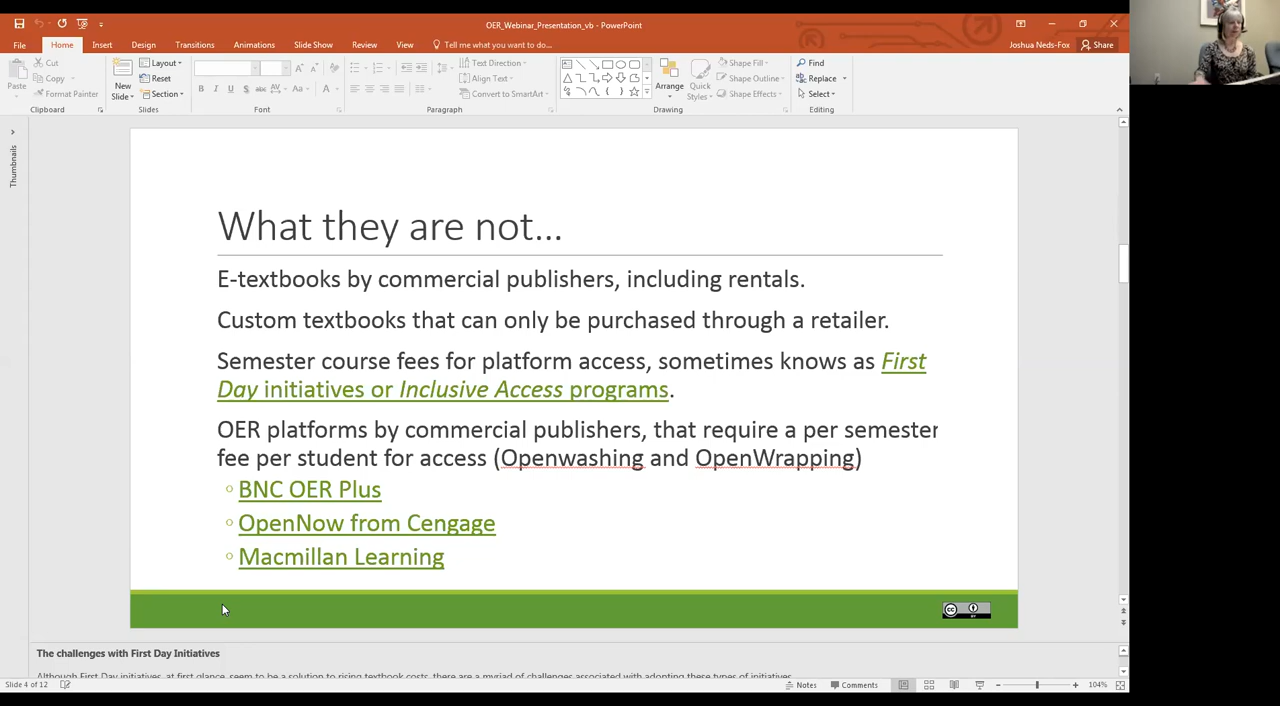 OER_Webinar_Presentation_vb - PowerPoint
File Home Insert Design Transitions Animations Slide Show Review View Tell me what you want to do... Joshua Neds-Fox Share
Paste
Cut
Copy
Format Painter
Clipboard
New
Slide
Layout
Reset
Section
Slides
B I U S abc AV Aa A
Font
Text Direction
Align Text
Convert to SmartArt
Paragraph
Arrange
Quick
Styles
Shape Fill
Shape Outline
Shape Effects
Drawing
Find
Replace
Select
Editing
Thumbnails
What they are not...
E-textbooks by commercial publishers, including rentals.
Custom textbooks that can only be purchased through a retailer.
Semester course fees for platform access, sometimes knows as First
Day initiatives or Inclusive Access programs.
OER platforms by commercial publishers, that require a per semester
fee per student for access (Openwashing and OpenWrapping)
BNC OER Plus
OpenNow from Cengage
Macmillan Learning
cc
BY
The challenges with First Day Initiatives
Although First Day initiatives, at first glance, seem to be a solution to rising textbook costs, there are a myriad of challenges associated with adopting these types of initiatives.
Slide 4 of 12 Notes Comments 104%